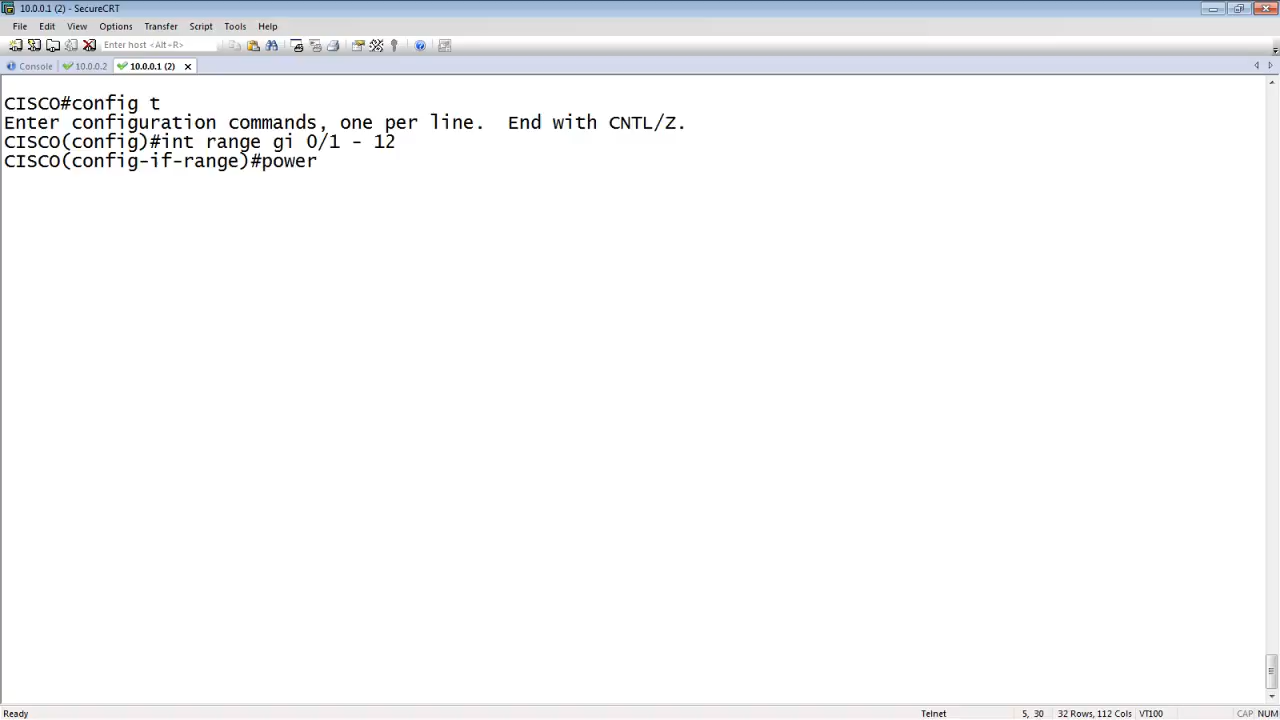 10.0.0.1 (2) - SecureCRT
File Edit View Options Transfer Script Tools Help
Enter host <Alt+R>
Console 10.0.0.2 10.0.0.1 (2)
CISCO#config t
Enter configuration commands, one per line.  End with CNTL/Z.
CISCO(config)#int range gi 0/1 - 12
CISCO(config-if-range)#power
Ready Telnet 5, 30 32 Rows, 112 Cols VT100 CAP NUM